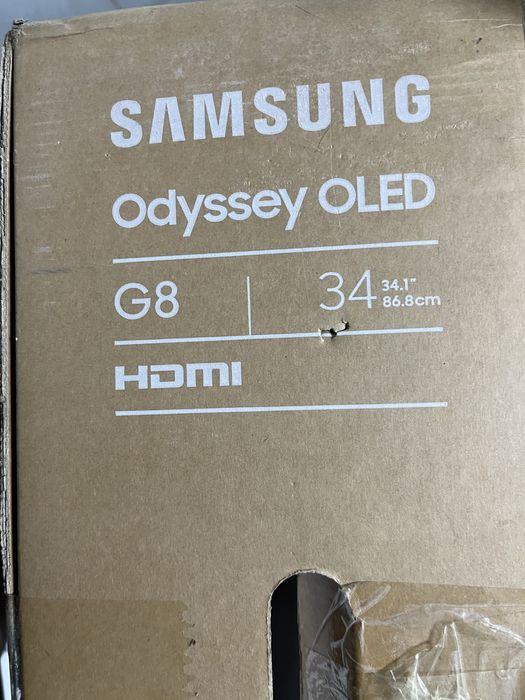 SAMSUNG
Odyssey OLED
G8 34 34.1"
86.8cm
HDMI